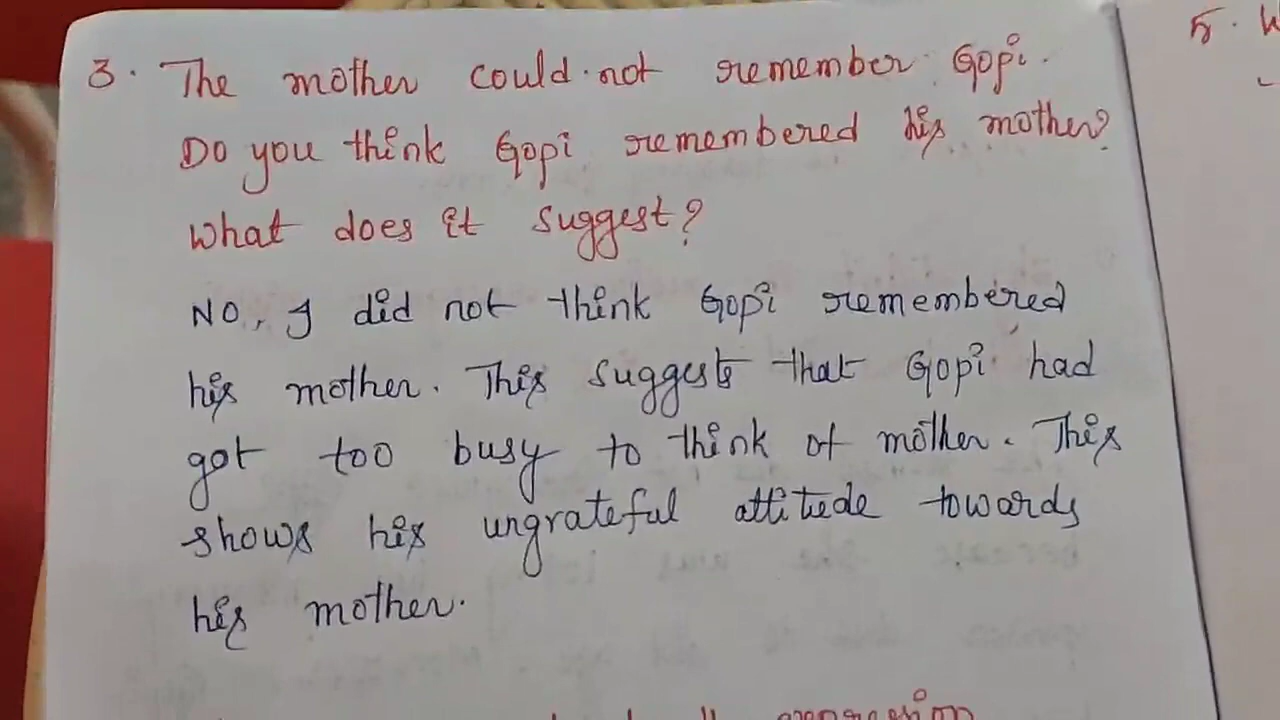 3. The mother could not remember Gopi.
Do you think Gopi remembered his mother?
What does it suggest?
No, I did not think Gopi remembered
his mother. This suggests that Gopi had
got too busy to think of mother. This
shows his ungrateful attitude towards
his mother.
5.